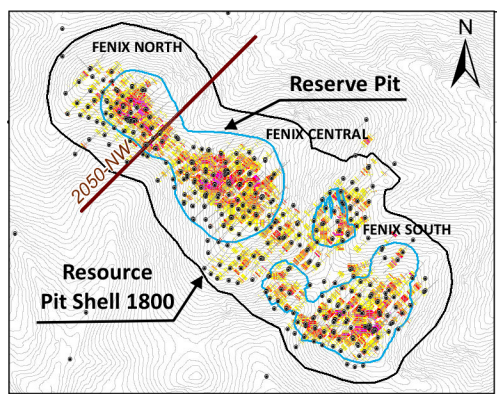 N
FENIX NORTH
Reserve Pit
FENIX CENTRAL
2050-NW
FENIX SOUTH
Resource
Pit Shell 1800